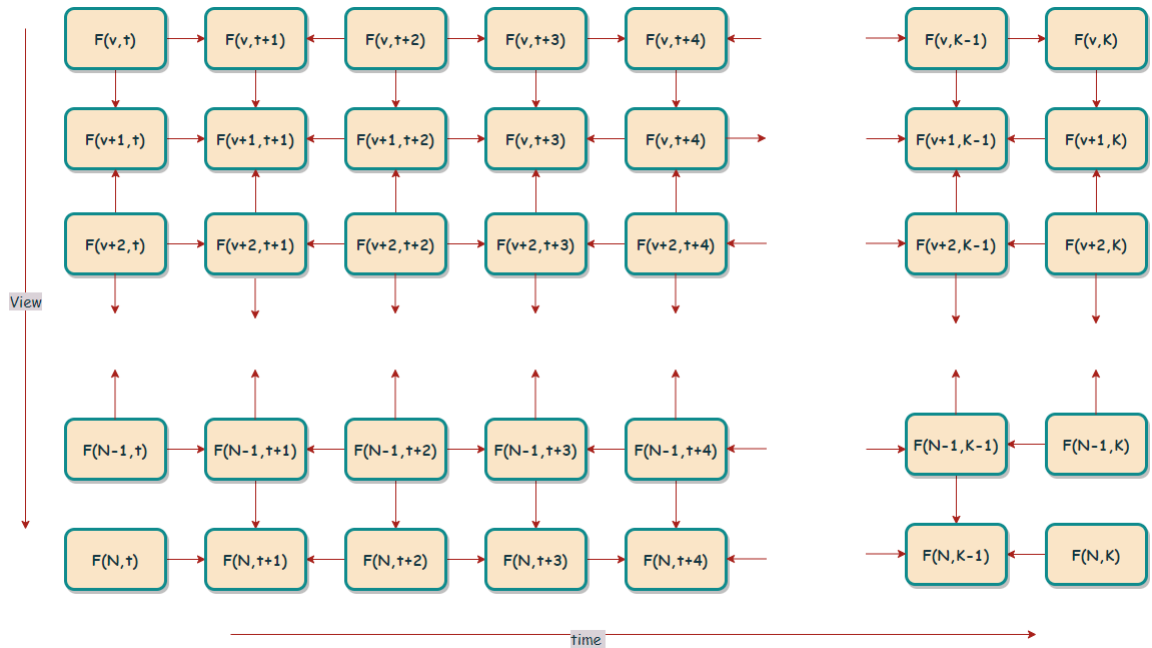 F(v,t)
F(v,t+1)
F(v,t+2)
F(v,t+3)
F(v,t+4)
F(v,K-1)
F(v,K)
F(v+1,t)
F(v+1,t+1)
F(v+1,t+2)
F(v,t+3)
F(v,t+4)
F(v+1,K-1)
F(v+1,K)
F(v+2,t)
F(v+2,t+1)
F(v+2,t+2)
F(v+2,t+3)
F(v+2,t+4)
F(v+2,K-1)
F(v+2,K)
View
F(N-1,t)
F(N-1,t+1)
F(N-1,t+2)
F(N-1,t+3)
F(N-1,t+4)
F(N-1,K-1)
F(N-1,K)
F(N,t)
F(N,t+1)
F(N,t+2)
F(N,t+3)
F(N,t+4)
F(N,K-1)
F(N,K)
time